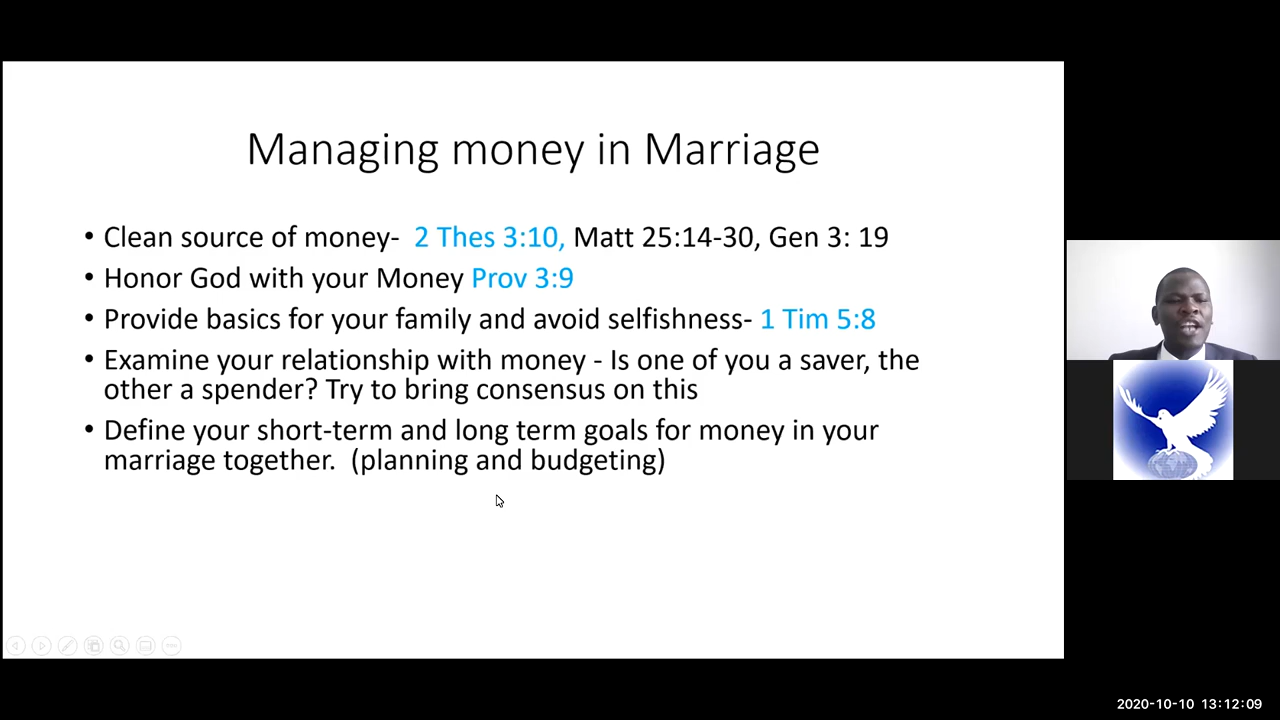 Managing money in Marriage
• Clean source of money- 2 Thes 3:10, Matt 25:14-30, Gen 3: 19
• Honor God with your Money Prov 3:9
• Provide basics for your family and avoid selfishness- 1 Tim 5:8
• Examine your relationship with money - Is one of you a saver, the
other a spender? Try to bring consensus on this
• Define your short-term and long term goals for money in your
marriage together. (planning and budgeting)
2020-10-10 13:12:09